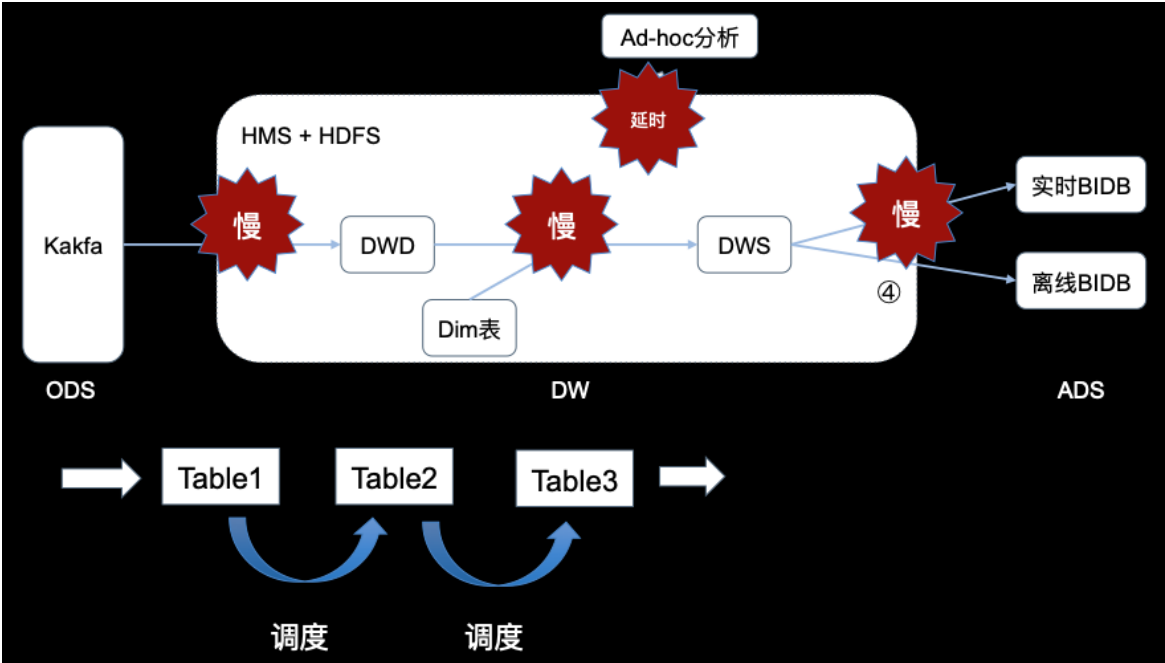 Ad-hoc分析
延时
HMS + HDFS
Kakfa
慢
DWD
慢
DWS
慢
实时BIDB
离线BIDB
④
Dim表
ODS
DW
ADS
Table1
Table2
Table3
调度
调度